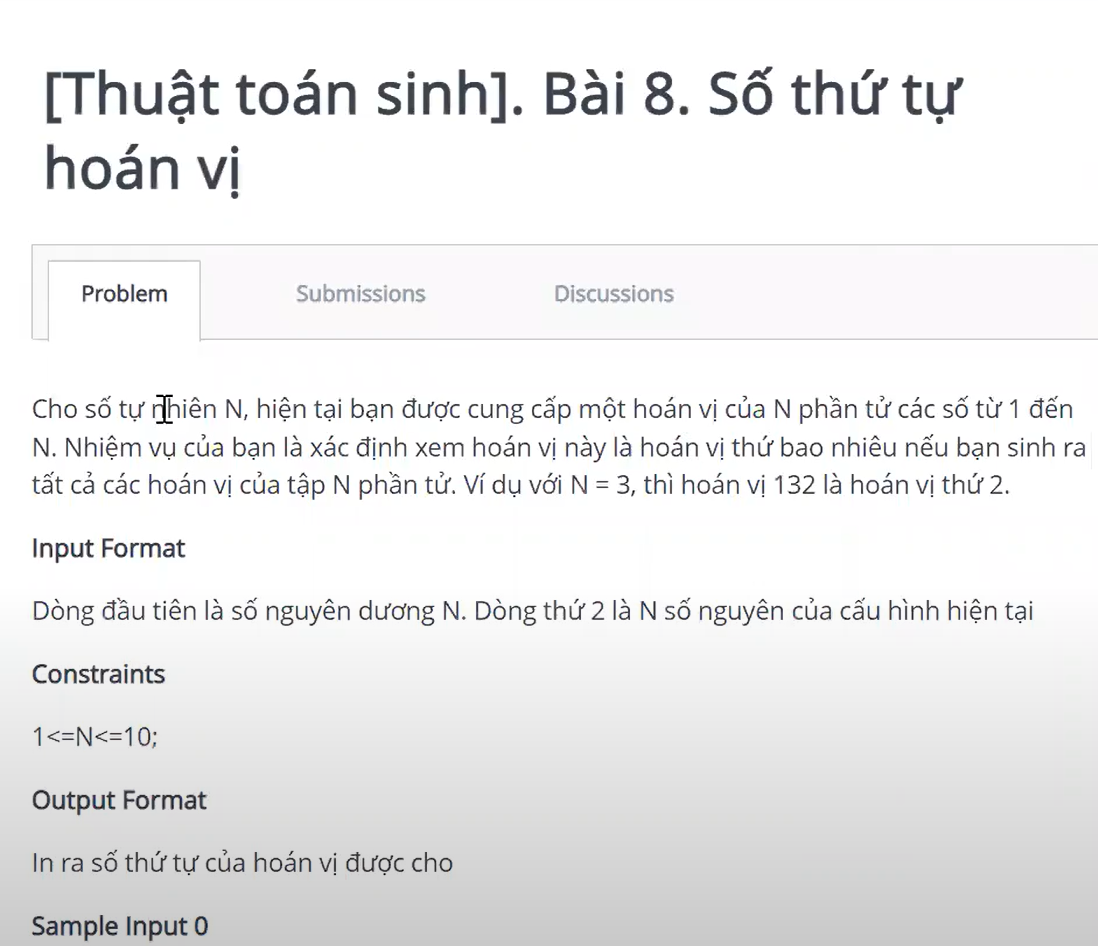 [Thuật toán sinh]. Bài 8. Số thứ tự
hoán vị
Problem
Submissions
Discussions
Cho số tự nhiên N, hiện tại bạn được cung cấp một hoán vị của N phần tử các số từ 1 đến
N. Nhiệm vụ của bạn là xác định xem hoán vị này là hoán vị thứ bao nhiêu nếu bạn sinh ra
tất cả các hoán vị của tập N phần tử. Ví dụ với N = 3, thì hoán vị 132 là hoán vị thứ 2.
Input Format
Dòng đầu tiên là số nguyên dương N. Dòng thứ 2 là N số nguyên của cấu hình hiện tại
Constraints
1<=N<=10;
Output Format
In ra số thứ tự của hoán vị được cho
Sample Input 0